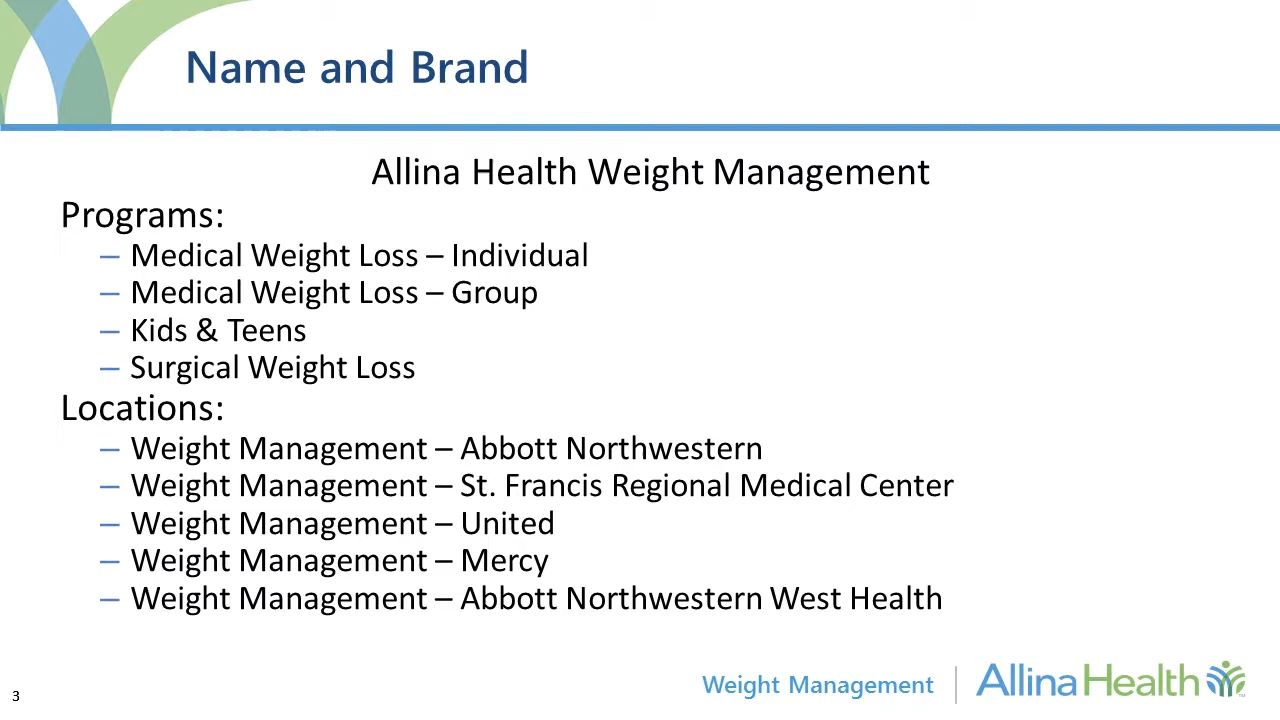 Name and Brand
Allina Health Weight Management
Programs:
– Medical Weight Loss – Individual
– Medical Weight Loss – Group
– Kids & Teens
– Surgical Weight Loss
Locations:
– Weight Management – Abbott Northwestern
– Weight Management – St. Francis Regional Medical Center
– Weight Management – United
– Weight Management – Mercy
– Weight Management – Abbott Northwestern West Health
3
Weight Management
Allina Health